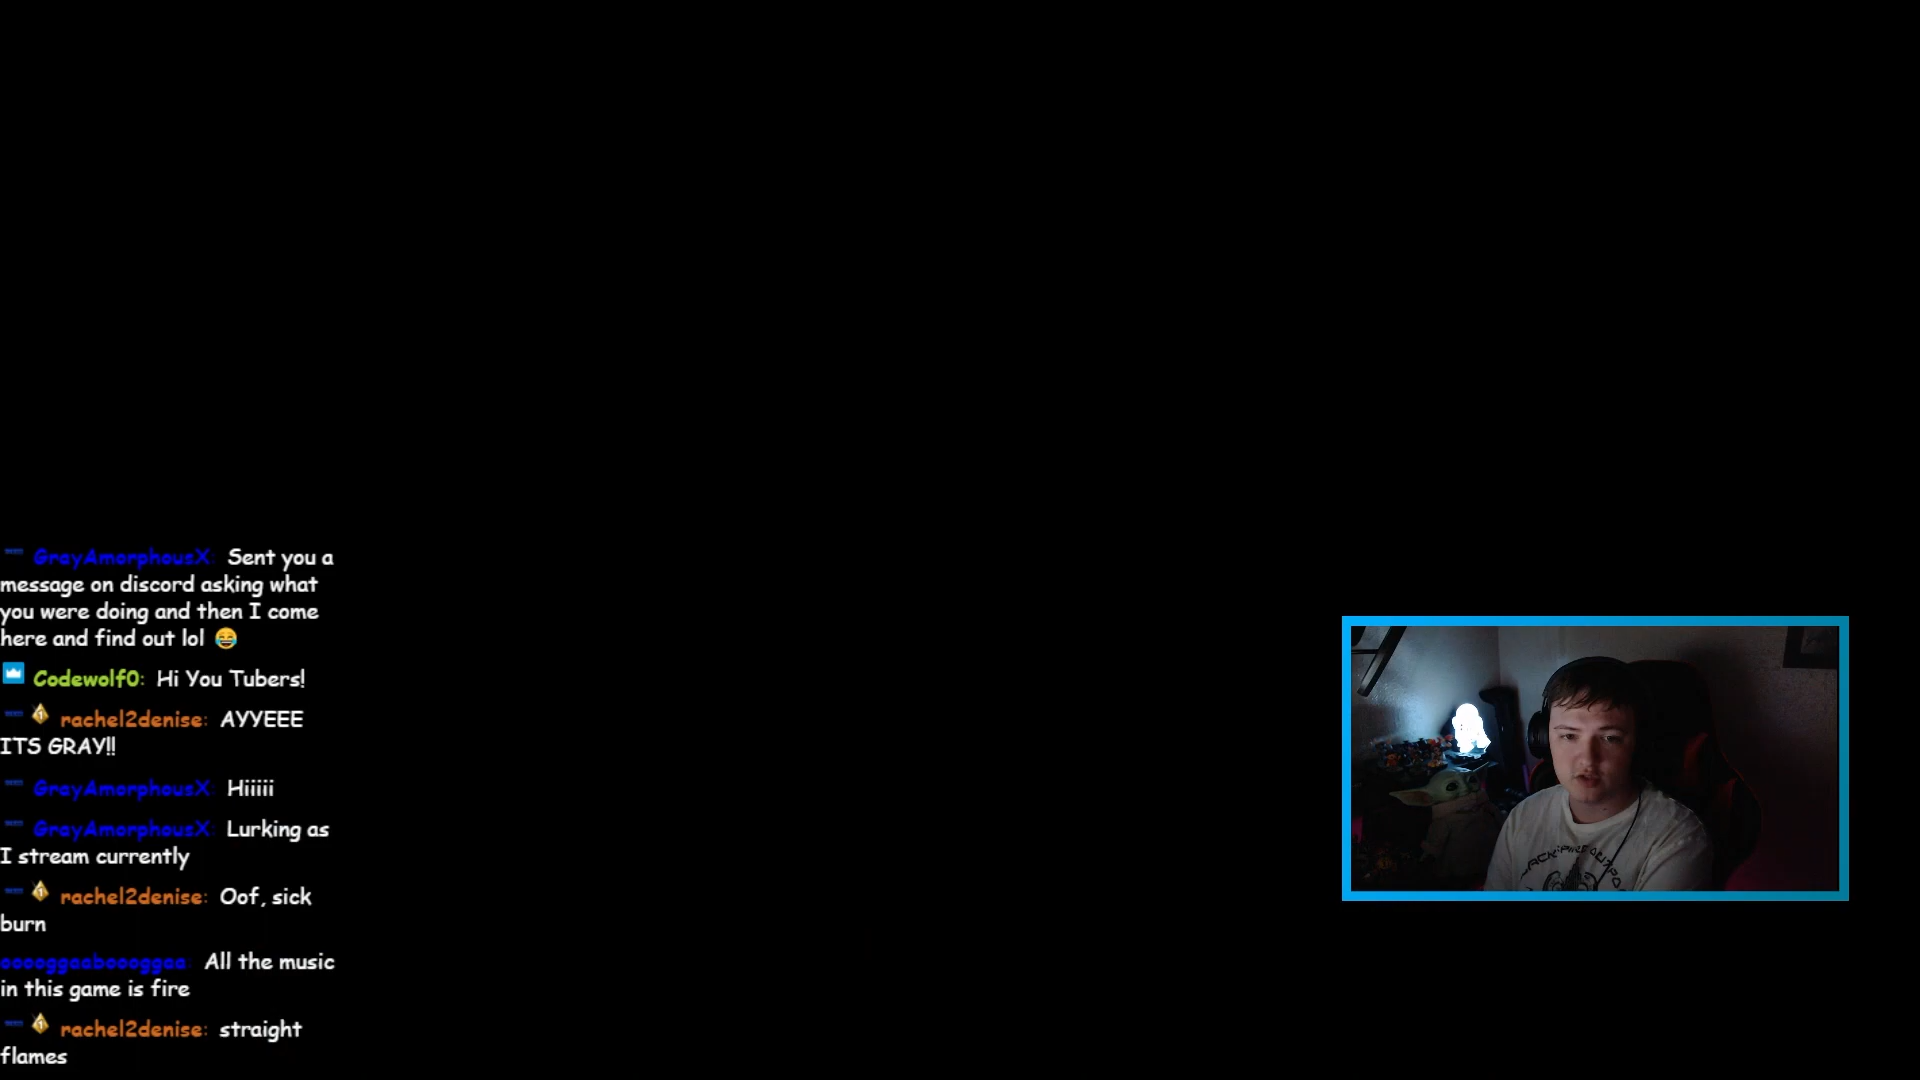 GrayAmorphousX: Sent you a
message on discord asking what
you were doing and then I come
here and find out lol 😂
Codewolf0: Hi You Tubers!
rachel2denise: AYYEEE
ITS GRAY!!
GrayAmorphousX: Hiiiii
GrayAmorphousX: Lurking as
I stream currently
rachel2denise: Oof, sick
burn
All the music
in this game is fire
rachel2denise: straight
flames